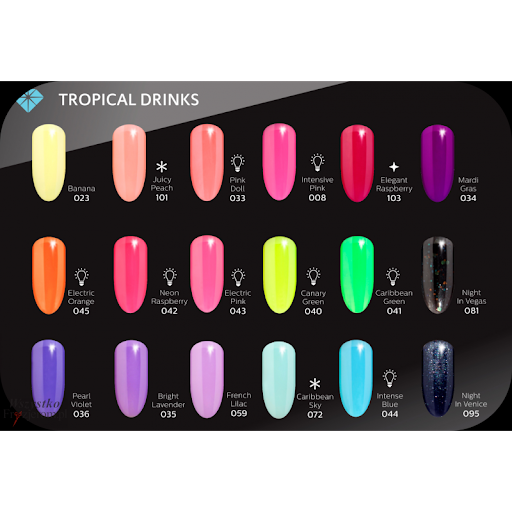 TROPICAL DRINKS
Banana
023
Juicy
Peach
101
Pink
Doll
033
Intensive
Pink
008
Elegant
Raspberry
103
Mardi
Gras
034
Electric
Orange
045
Neon
Raspberry
042
Electric
Pink
043
Canary
Green
040
Caribbean
Green
041
Night
In Vegas
081
Pearl
Violet
036
Bright
Lavender
035
French
Lilac
059
Caribbean
Sky
072
Intense
Blue
044
Night
In Venice
095